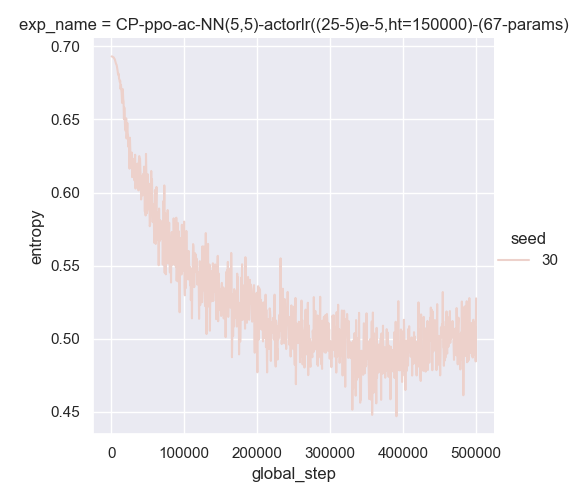 exp_name = CP-ppo-ac-NN(5,5)-actorlr((25-5)e-5,ht=150000)-(67-params)
0.70
0.65
0.60
0.55
0.50
0.45
entropy
0 100000 200000 300000 400000 500000
global_step
seed
30